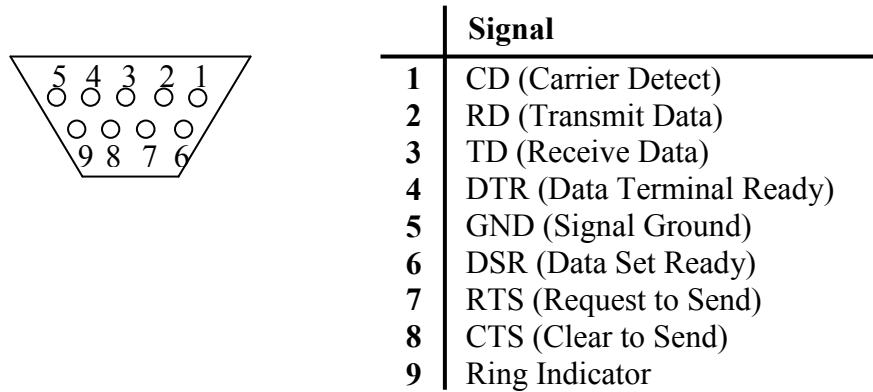 5 4 3 2 1
9 8 7 6
Signal
1 CD (Carrier Detect)
2 RD (Transmit Data)
3 TD (Receive Data)
4 DTR (Data Terminal Ready)
5 GND (Signal Ground)
6 DSR (Data Set Ready)
7 RTS (Request to Send)
8 CTS (Clear to Send)
9 Ring Indicator